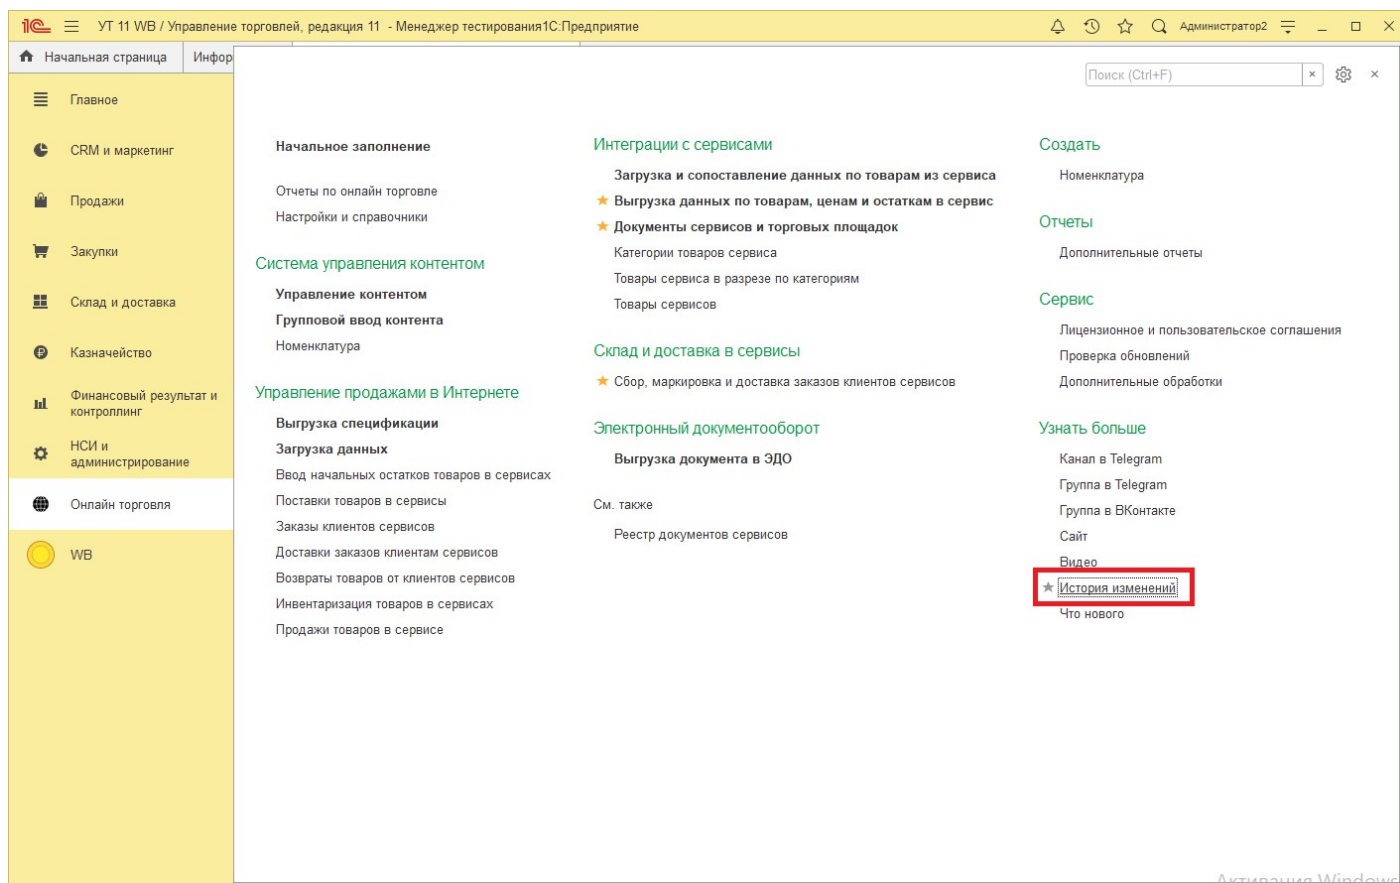 1С УТ 11 WB / Управление торговлей, редакция 11 - Менеджер тестирования1С:Предприятие
Администратор2
Начальная страница
Инфор
Поиск (Ctrl+F)
Главное
CRM и маркетинг
Продажи
Закупки
Склад и доставка
Казначейство
Финансовый результат и
контроллинг
НСИ и
администрирование
Онлайн торговля
WB
Начальное заполнение
Отчеты по онлайн торговле
Настройки и справочники
Система управления контентом
Управление контентом
Групповой ввод контента
Номенклатура
Управление продажами в Интернете
Выгрузка спецификации
Загрузка данных
Ввод начальных остатков товаров в сервисах
Поставки товаров в сервисы
Заказы клиентов сервисов
Доставки заказов клиентам сервисов
Возвраты товаров от клиентов сервисов
Инвентаризация товаров в сервисах
Продажи товаров в сервисе
Интеграции с сервисами
Загрузка и сопоставление данных по товарам из сервиса
Выгрузка данных по товарам, ценам и остаткам в сервис
Документы сервисов и торговых площадок
Категории товаров сервиса
Товары сервиса в разрезе по категориям
Товары сервисов
Склад и доставка в сервисы
Сбор, маркировка и доставка заказов клиентов сервисов
Электронный документооборот
Выгрузка документа в ЭДО
См. также
Реестр документов сервисов
Создать
Номенклатура
Отчеты
Дополнительные отчеты
Сервис
Лицензионное и пользовательское соглашения
Проверка обновлений
Дополнительные обработки
Узнать больше
Канал в Telegram
Группа в Telegram
Группа в ВКонтакте
Сайт
Видео
История изменений
Что нового
Активация Windows